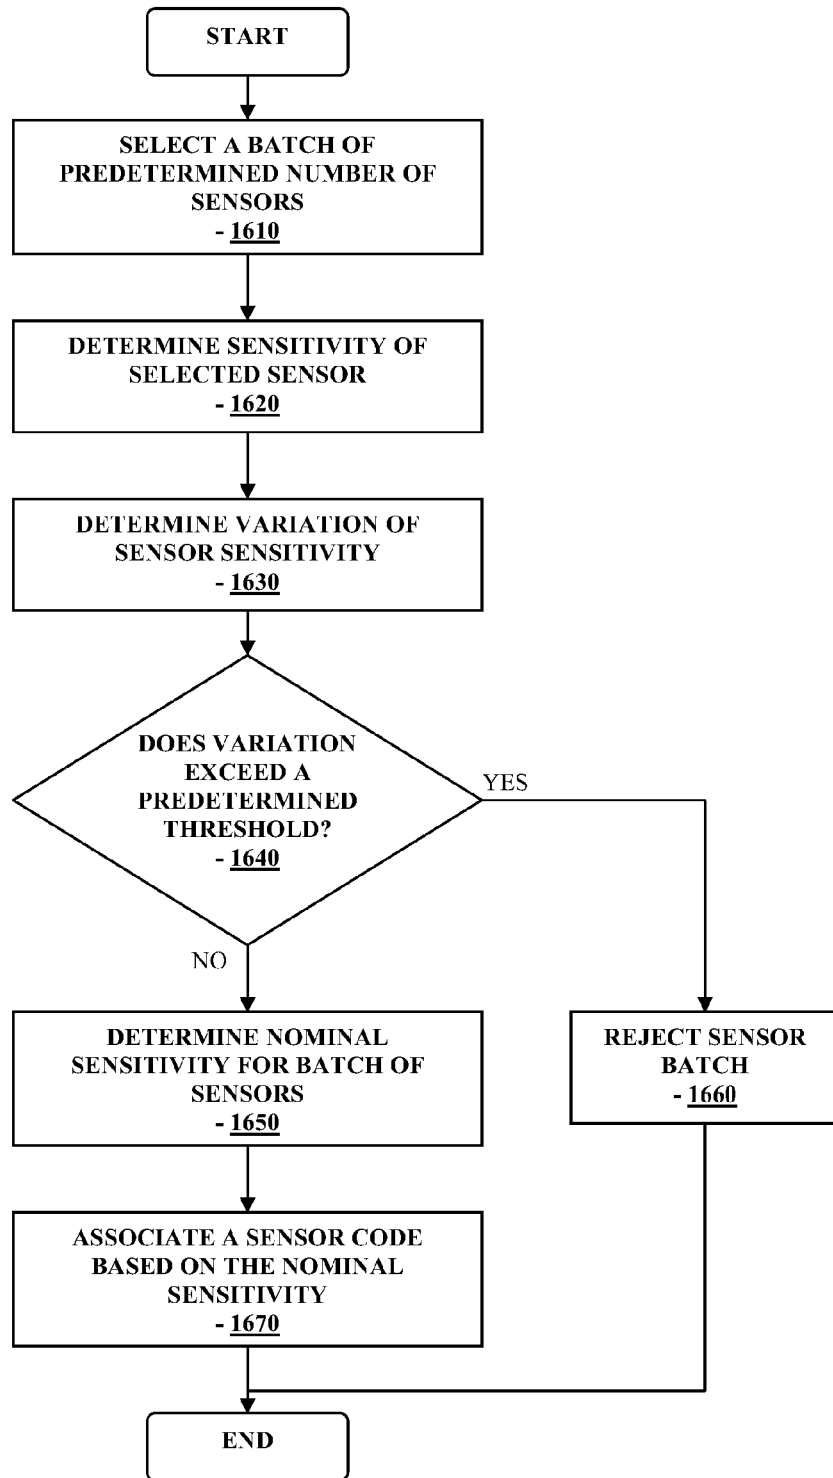 START
SELECT A BATCH OF
PREDETERMINED NUMBER OF
SENSORS
- 1610
DETERMINE SENSITIVITY OF
SELECTED SENSOR
- 1620
DETERMINE VARIATION OF
SENSOR SENSITIVITY
- 1630
DOES VARIATION
EXCEED A
PREDETERMINED
THRESHOLD?
- 1640
YES
NO
DETERMINE NOMINAL
SENSITIVITY FOR BATCH OF
SENSORS
- 1650
REJECT SENSOR
BATCH
- 1660
ASSOCIATE A SENSOR CODE
BASED ON THE NOMINAL
SENSITIVITY
- 1670
END